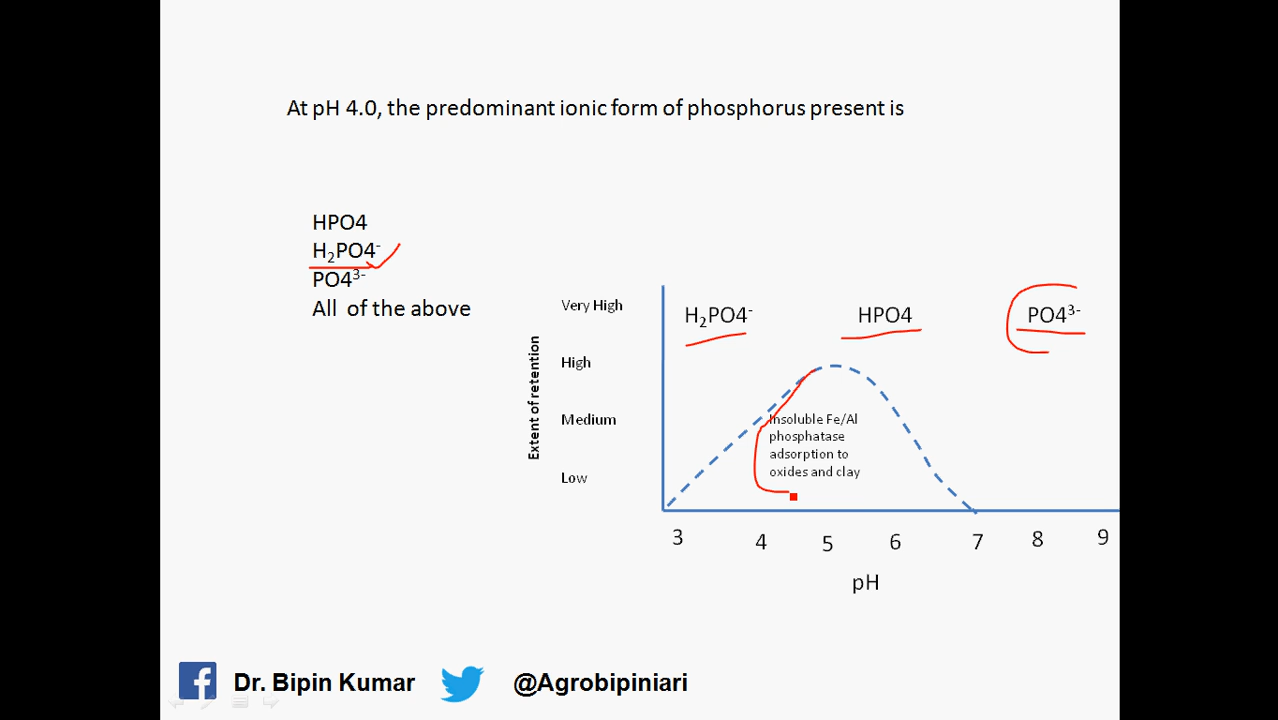 At pH 4.0, the predominant ionic form of phosphorus present is
HPO4
H₂PO4⁻
PO4³⁻
All of the above
Extent of retention
Very High
High
Medium
Low
H₂PO4⁻ HPO4 PO4³⁻
Insoluble Fe/Al
phosphatase
adsorption to
oxides and clay
3 4 5 6 7 8 9
pH
Dr. Bipin Kumar @Agrobipiniari